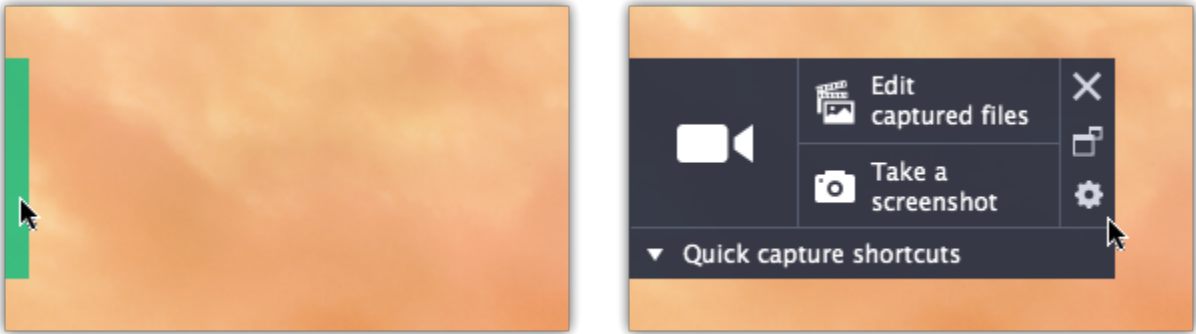 Edit
captured files
Take a
screenshot
Quick capture shortcuts